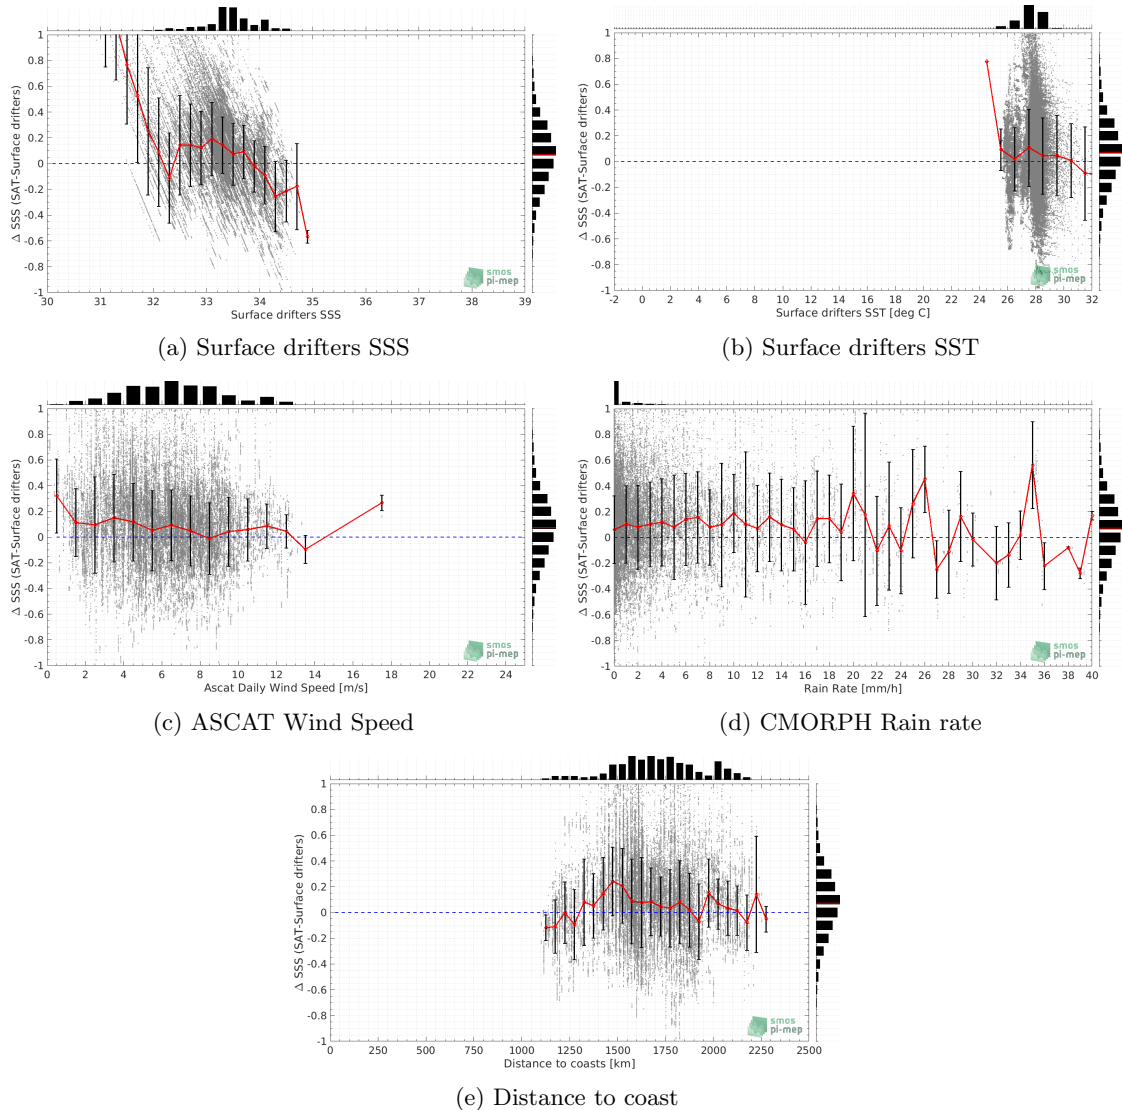 1
0.8
0.6
0.4
0.2
0
-0.2
-0.4
-0.6
-0.8
-1
Δ SSS (SAT-Surface drifters)
smos
pi-mep
30 31 32 33 34 35 36 37 38 39
Surface drifters SSS
(a) Surface drifters SSS
1
0.8
0.6
0.4
0.2
0
-0.2
-0.4
-0.6
-0.8
-1
Δ SSS (SAT-Surface drifters)
smos
pi-mep
-2 0 2 4 6 8 10 12 14 16 18 20 22 24 26 28 30 32
Surface drifters SST [deg C]
(b) Surface drifters SST
1
0.8
0.6
0.4
0.2
0
-0.2
-0.4
-0.6
-0.8
-1
Δ SSS (SAT-Surface drifters)
smos
pi-mep
0 2 4 6 8 10 12 14 16 18 20 22 24
Ascat Daily Wind Speed [m/s]
(c) ASCAT Wind Speed
1
0.8
0.6
0.4
0.2
0
-0.2
-0.4
-0.6
-0.8
-1
Δ SSS (SAT-Surface drifters)
smos
pi-mep
0 2 4 6 8 10 12 14 16 18 20 22 24 26 28 30 32 34 36 38 40
Rain Rate [mm/h]
(d) CMORPH Rain rate
1
0.8
0.6
0.4
0.2
0
-0.2
-0.4
-0.6
-0.8
-1
Δ SSS (SAT-Surface drifters)
smos
pi-mep
0 250 500 750 1000 1250 1500 1750 2000 2250 2500
Distance to coasts [km]
(e) Distance to coast